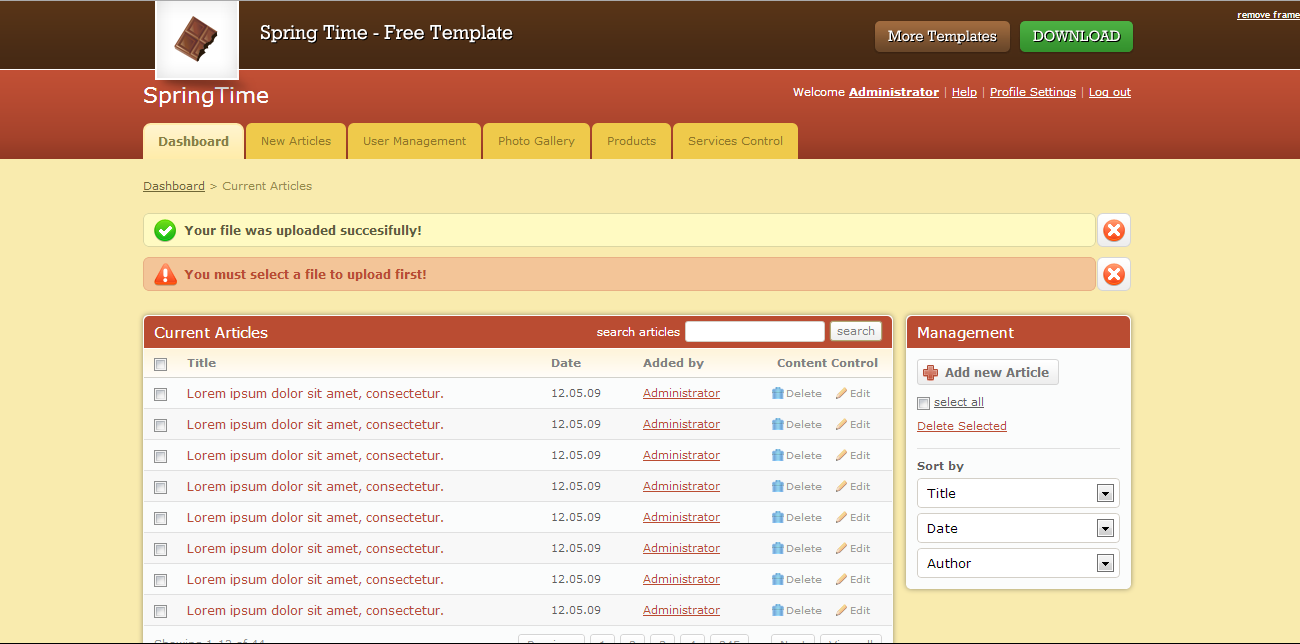 remove frame
Spring Time - Free Template
More Templates
DOWNLOAD
SpringTime
Welcome Administrator | Help | Profile Settings | Log out
Dashboard
New Articles
User Management
Photo Gallery
Products
Services Control
Dashboard > Current Articles
Your file was uploaded succesifully!
You must select a file to upload first!
Current Articles
search articles
search
Title Date Added by Content Control
Lorem ipsum dolor sit amet, consectetur. 12.05.09 Administrator Delete Edit
Lorem ipsum dolor sit amet, consectetur. 12.05.09 Administrator Delete Edit
Lorem ipsum dolor sit amet, consectetur. 12.05.09 Administrator Delete Edit
Lorem ipsum dolor sit amet, consectetur. 12.05.09 Administrator Delete Edit
Lorem ipsum dolor sit amet, consectetur. 12.05.09 Administrator Delete Edit
Lorem ipsum dolor sit amet, consectetur. 12.05.09 Administrator Delete Edit
Lorem ipsum dolor sit amet, consectetur. 12.05.09 Administrator Delete Edit
Lorem ipsum dolor sit amet, consectetur. 12.05.09 Administrator Delete Edit
Management
Add new Article
select all
Delete Selected
Sort by
Title
Date
Author